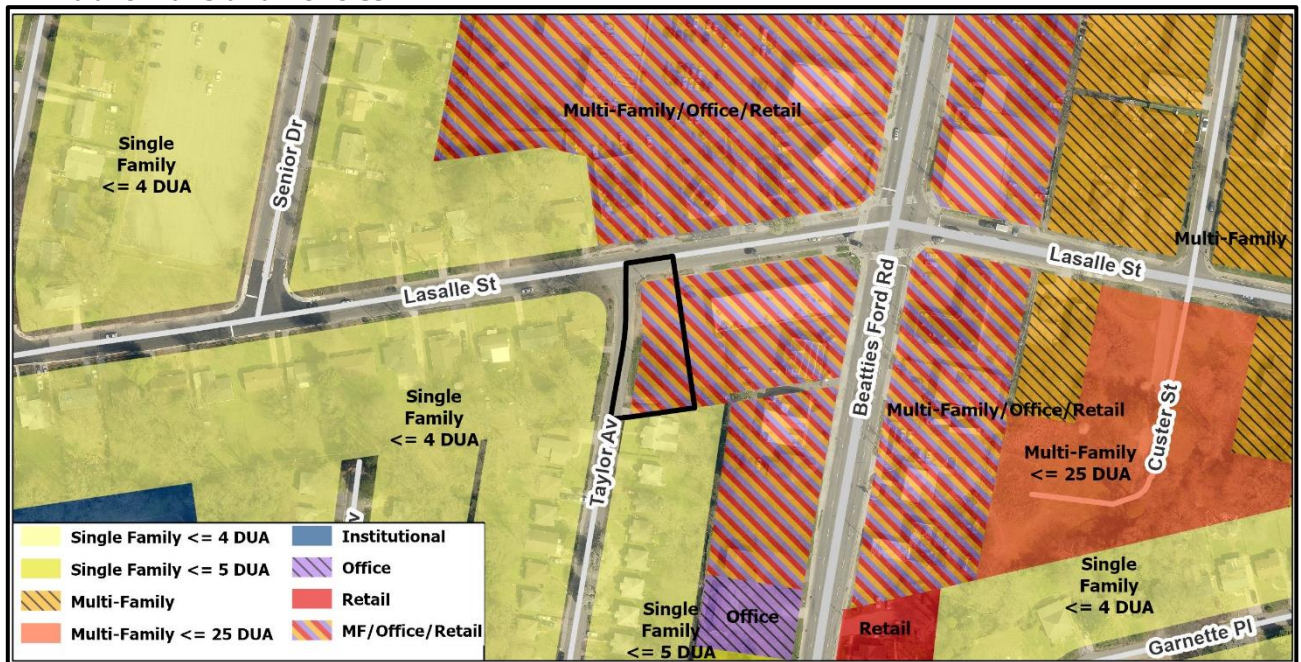 Multi-Family/Office/Retail
Single
Family
<= 4 DUA
Senior Dr
Multi-Family
Lasalle St
Lasalle St
Beatties Ford Rd
Custer St
Single
Family
<= 4 DUA
Multi-Family/Office/Retail
Multi-Family
<= 25 DUA
Taylor Av
v
Single
Family
<= 4 DUA
Single
Family
<= 5 DUA
Office
Retail
Garnette Pl
Single Family <= 4 DUA
Single Family <= 5 DUA
Multi-Family
Multi-Family <= 25 DUA
Institutional
Office
Retail
MF/Office/Retail